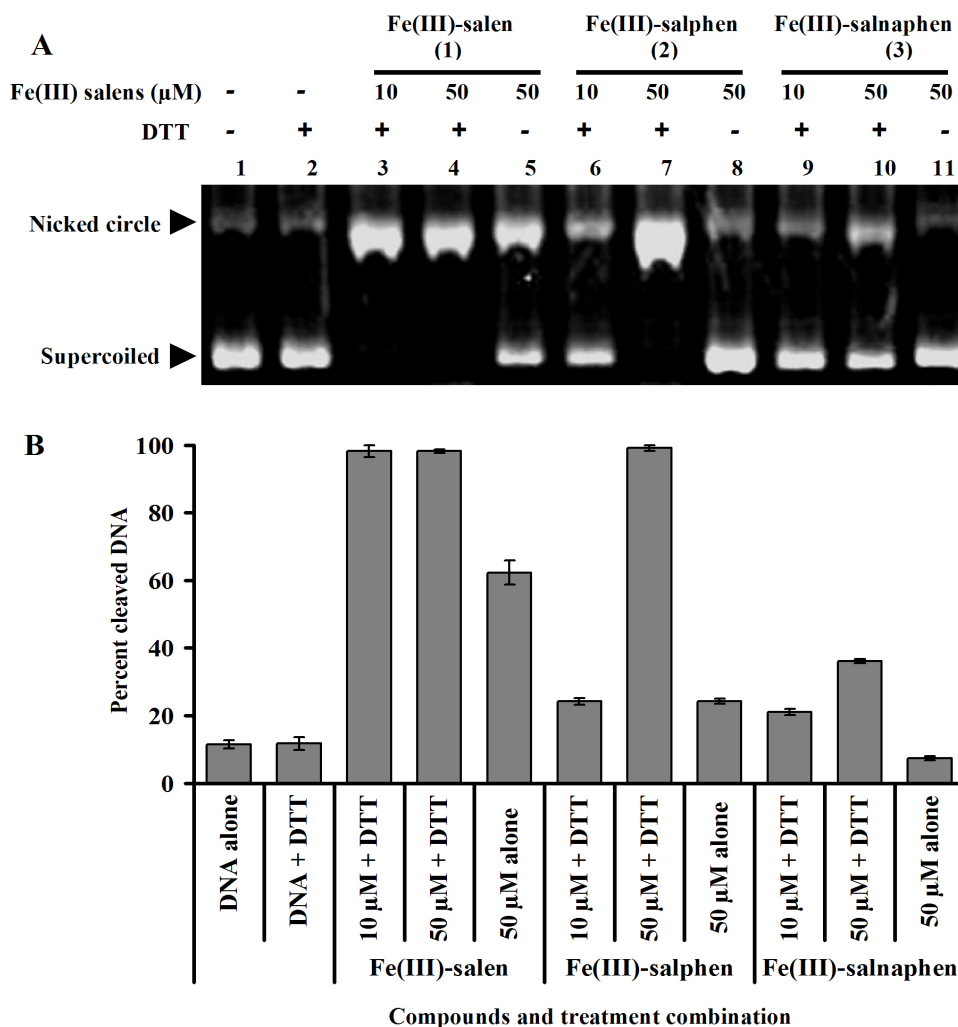 A
Fe(III)-salen Fe(III)-salphen Fe(III)-salnaphen
(1) (2) (3)
Fe(III) salens (µM) - - 10 50 50 10 50 50 10 50 50
DTT - + + + - + + - + + -
1 2 3 4 5 6 7 8 9 10 11
Nicked circle
Supercoiled
B
Percent cleaved DNA
100
80
60
40
20
0
DNA alone
DNA + DTT
10 µM + DTT
50 µM + DTT
50 µM alone
10 µM + DTT
50 µM + DTT
50 µM alone
10 µM + DTT
50 µM + DTT
50 µM alone
Fe(III)-salen Fe(III)-salphen Fe(III)-salnaphen
Compounds and treatment combination